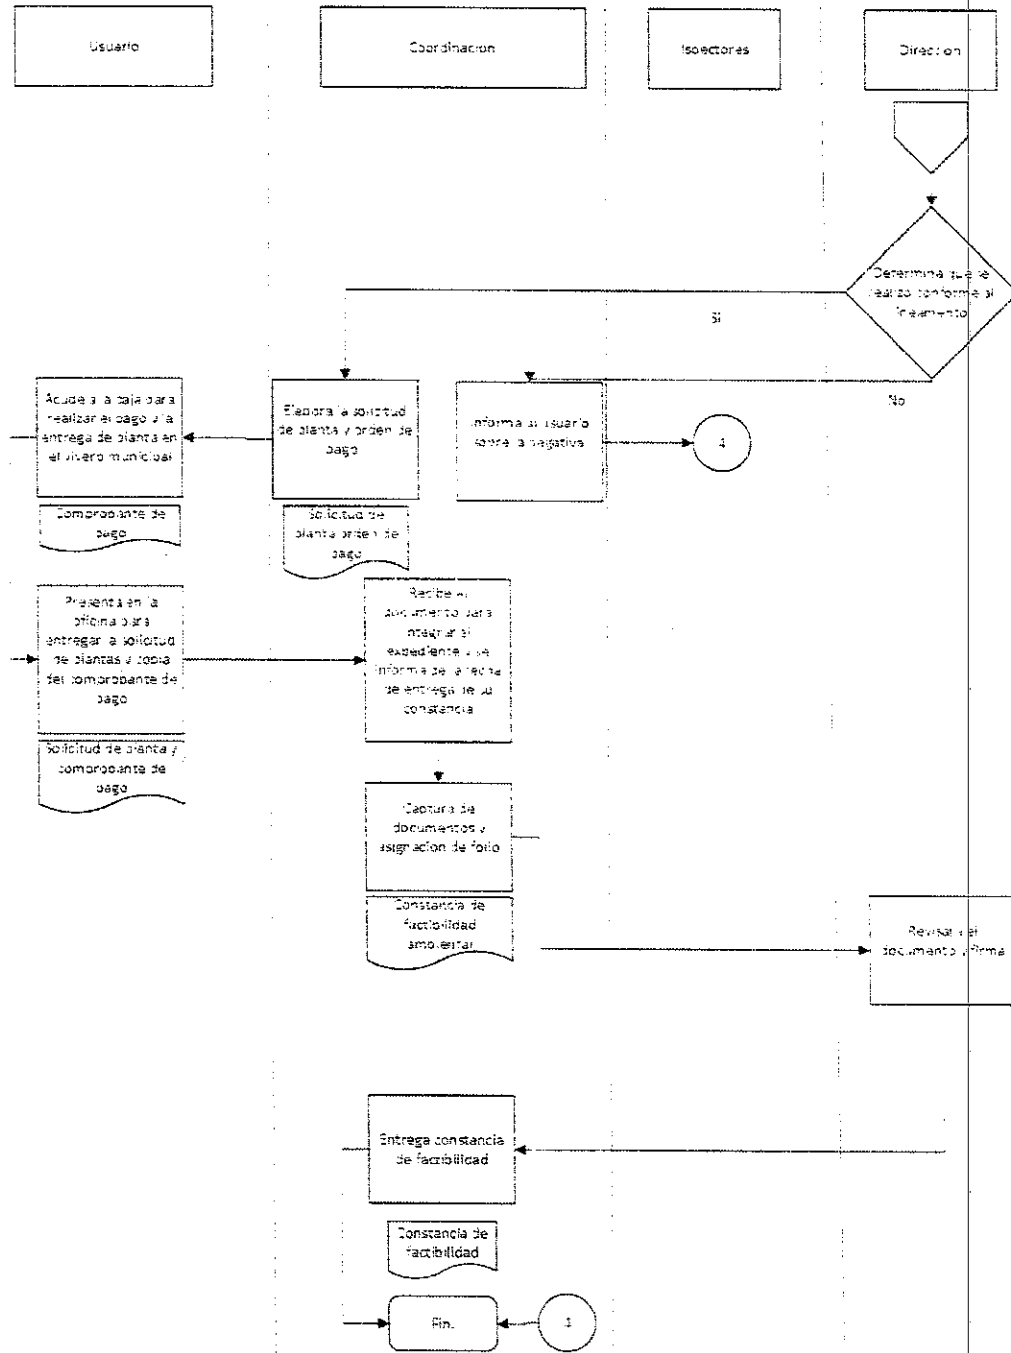 Usuario
Coordinacion
Ispectores
Direccion
Determina que se
realizo conforme al
lineamento
Si
No
Acude a la caja para
realizar el pago y la
entrega de planta en
el vivero municipal
Elabora la solicitud
de planta y orden de
pago
Informa al usuario
sobre la negativa
Comprobante de
pago
Solicitud de
planta orden de
pago
Presenta en la
oficina para
entregar la solicitud
de plantas y copia
del comprobante de
pago
Recibe el
documento para
integrar el
expediente y se
informa de la fecha
de entrega de su
constancia
Solicitud de planta y
comprobante de
pago
Captura de
documentos y
asignacion de folio
Constancia de
factibilidad
ambiental
Revisar el
documento y firma
Entrega constancia
de factibilidad
Constancia de
factibilidad
Fin.